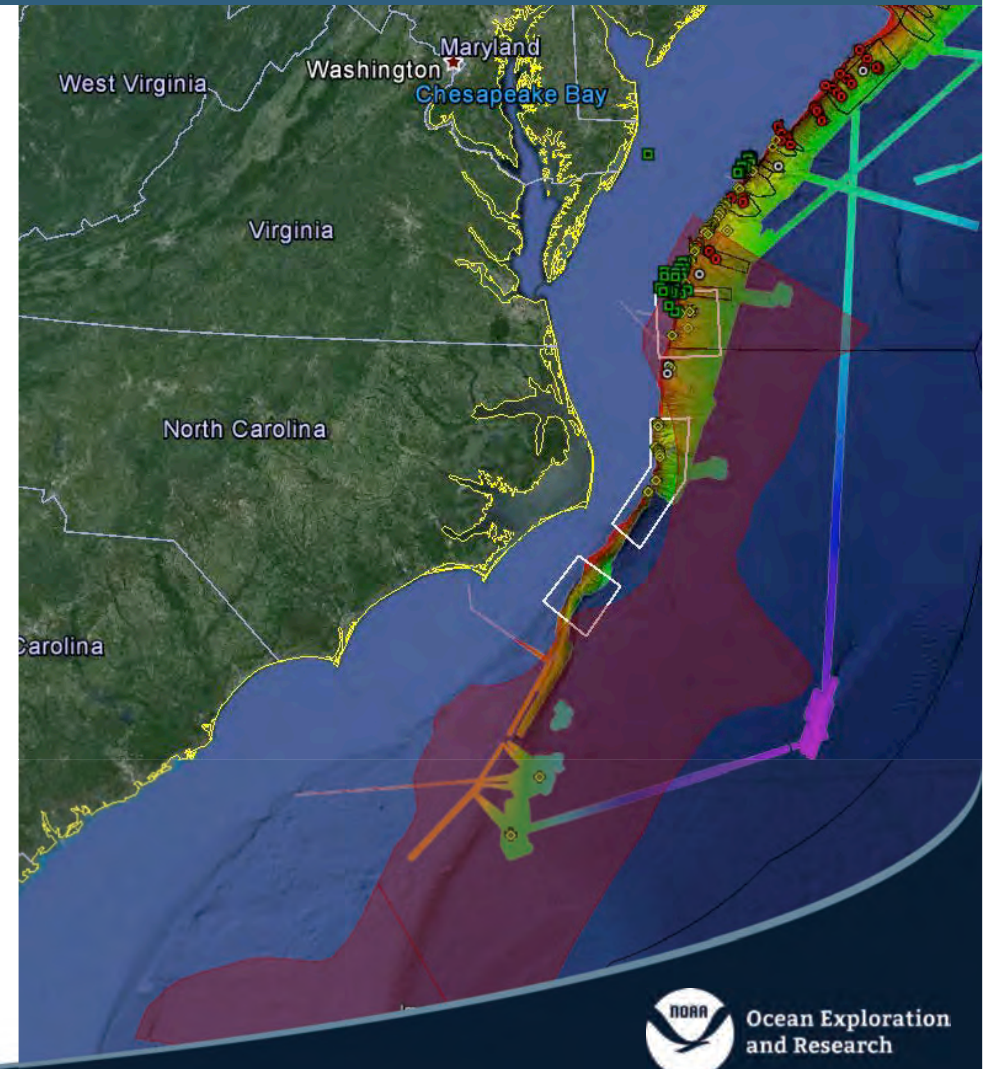 Maryland
West Virginia
Washington
Chesapeake Bay
Virginia
North Carolina
Carolina
NOAA
Ocean Exploration
and Research